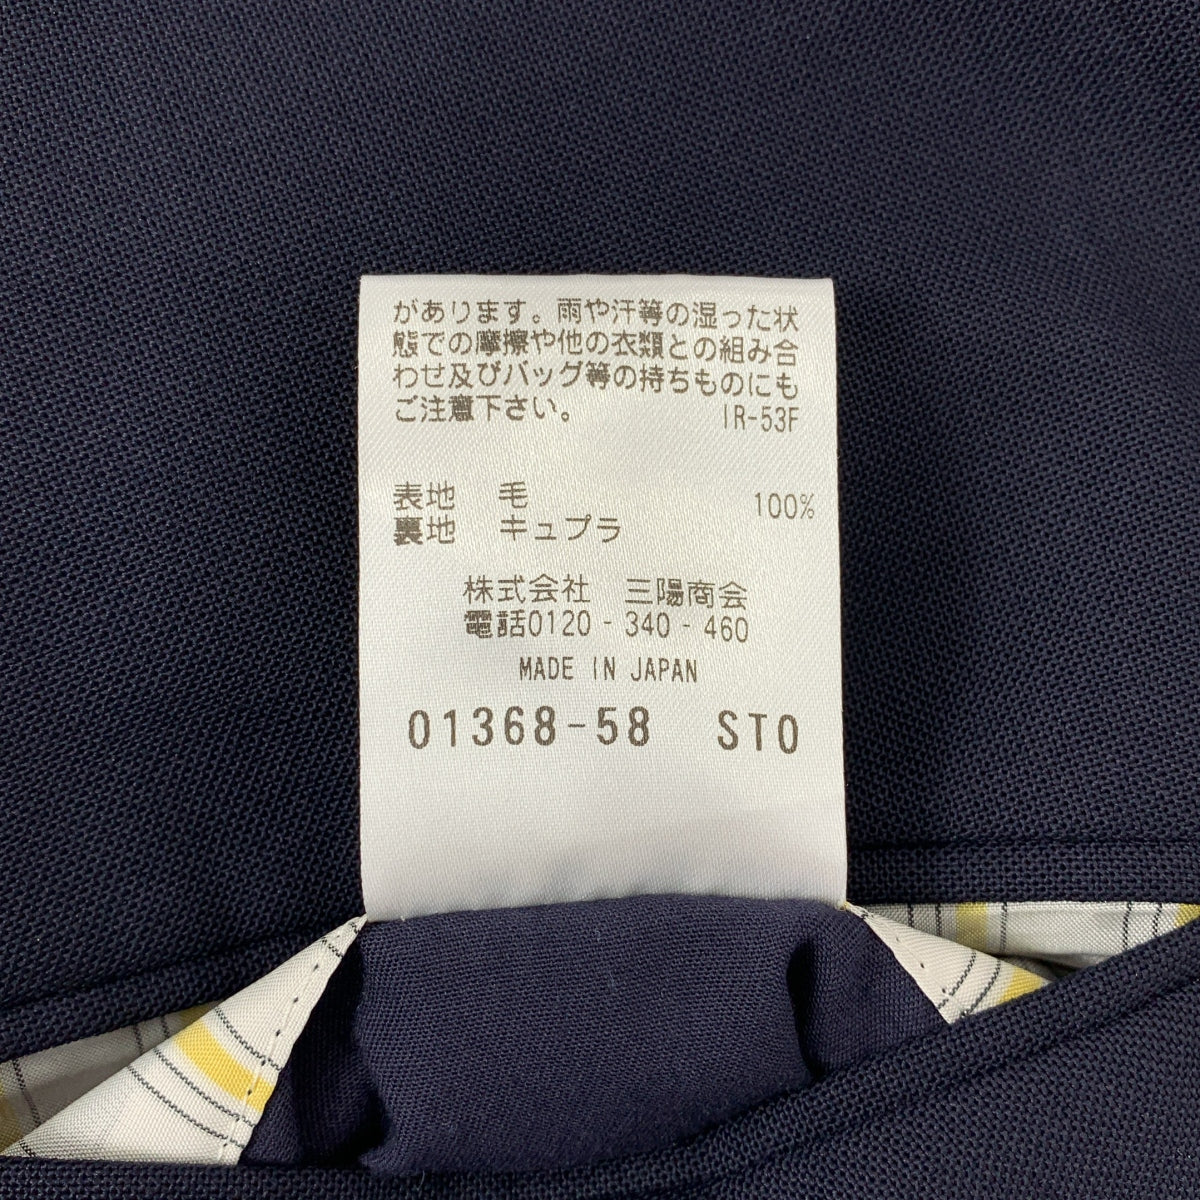 があります。雨や汗等の湿った状
態での摩擦や他の衣類との組み合
わせ及びバッグ等の持ちものにも
ご注意下さい。 IR-53F
表地 毛 100%
裏地 キュプラ
株式会社 三陽商会
電話0120-340-460
MADE IN JAPAN
01368-58 ST0